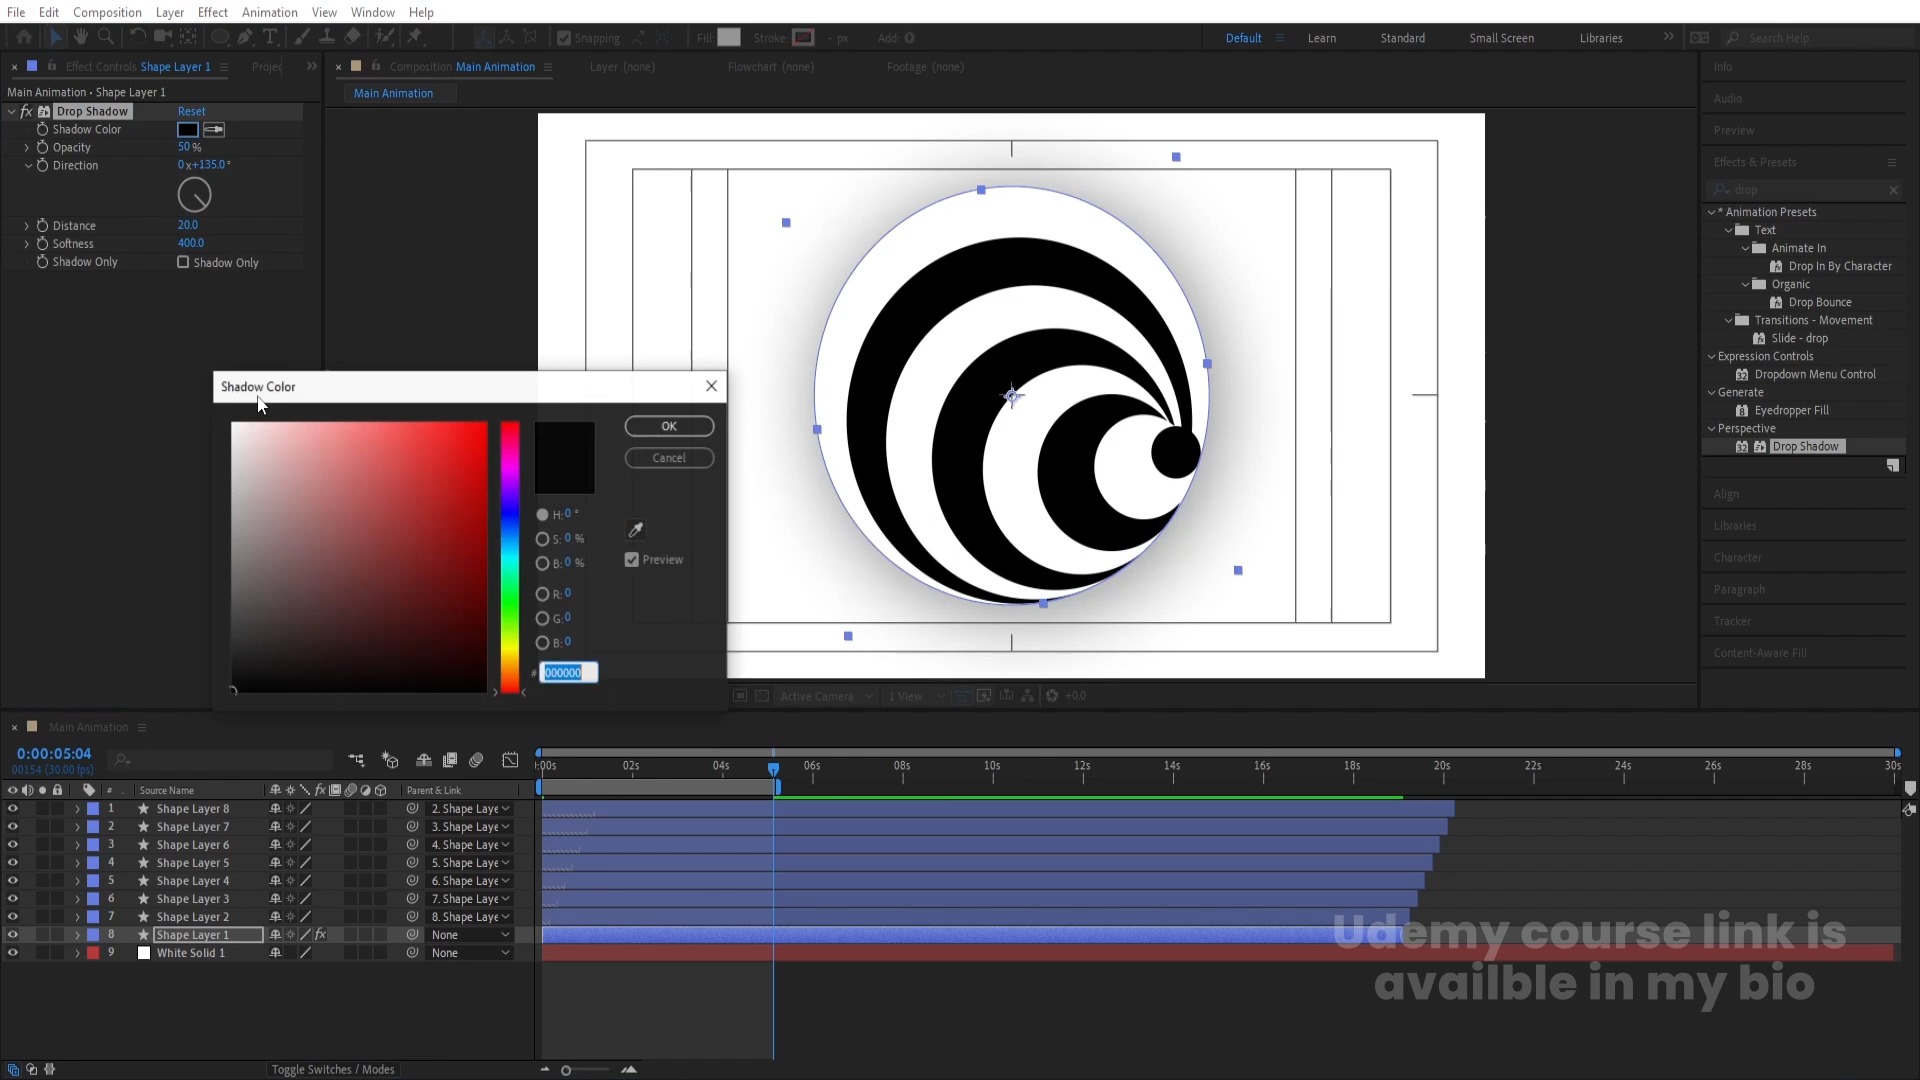 File Edit Composition Layer Effect Animation View Window Help
Snapping Fill: Stroke: - px Add: Default Learn Standard Small Screen Libraries Search Help
Effect Controls Shape Layer 1 Projec
Composition Main Animation Layer (none) Flowchart (none) Footage (none)
Main Animation • Shape Layer 1
Main Animation
fx Drop Shadow Reset
Shadow Color
Opacity 50 %
Direction 0x+135.0°
Distance 20.0
Softness 400.0
Shadow Only Shadow Only
Shadow Color
OK
Cancel
H: 0 °
S: 0 %
B: 0 %
Preview
R: 0
G: 0
B: 0
# 000000
Active Camera 1 View +0.0
Info
Audio
Preview
Effects & Presets
drop
* Animation Presets
Text
Animate In
Drop In By Character
Organic
Drop Bounce
Transitions - Movement
Slide - drop
Expression Controls
Dropdown Menu Control
Generate
Eyedropper Fill
Perspective
Drop Shadow
Align
Libraries
Character
Paragraph
Tracker
Content-Aware Fill
Main Animation
0:00:05:04
00154 (30.00 fps)
:00s 02s 04s 06s 08s 10s 12s 14s 16s 18s 20s 22s 24s 26s 28s 30s
# Source Name fx Parent & Link
1 Shape Layer 8 2. Shape Laye
2 Shape Layer 7 3. Shape Laye
3 Shape Layer 6 4. Shape Laye
4 Shape Layer 5 5. Shape Laye
5 Shape Layer 4 6. Shape Laye
6 Shape Layer 3 7. Shape Laye
7 Shape Layer 2 8. Shape Laye
8 Shape Layer 1 fx None
9 White Solid 1 None
Udemy course link is
availble in my bio
Toggle Switches / Modes